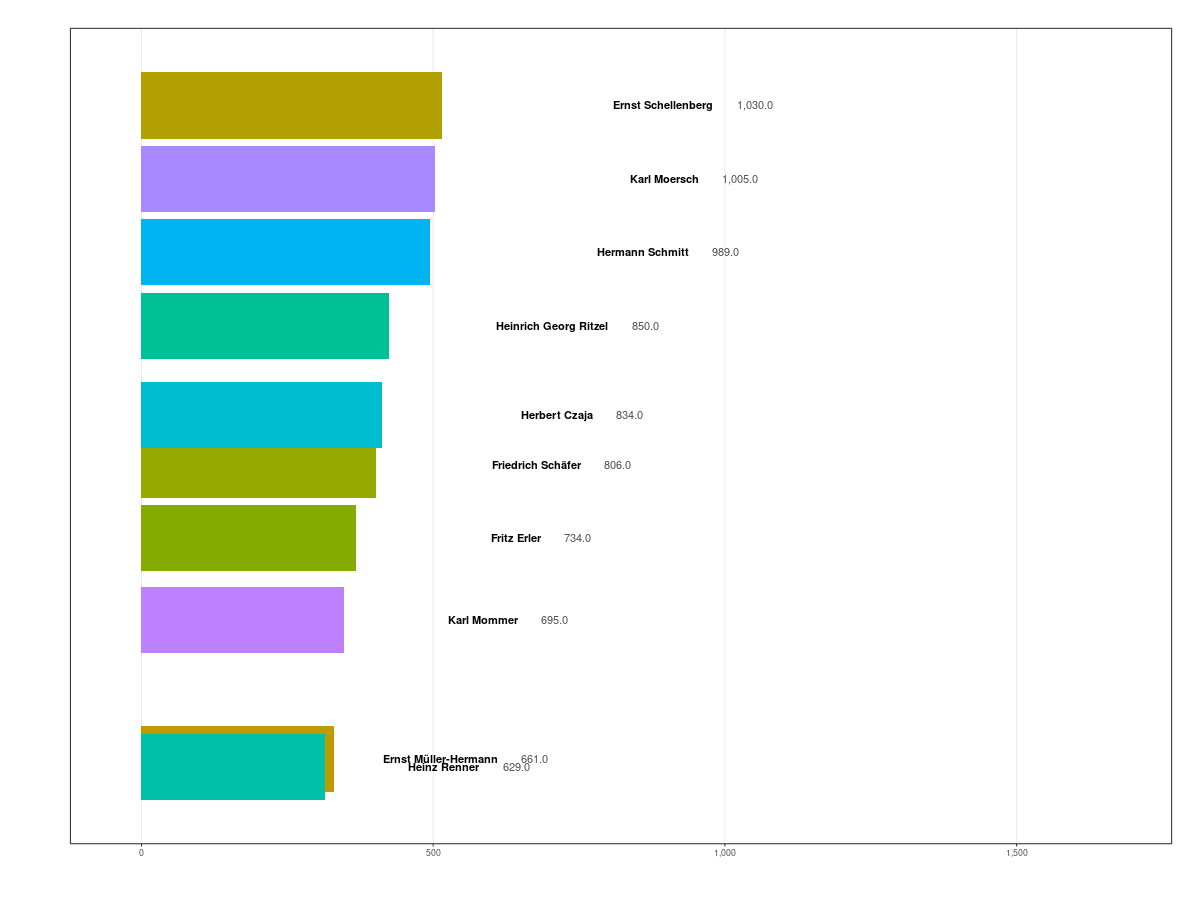 Ernst Schellenberg 1,030.0
Karl Moersch 1,005.0
Hermann Schmitt 989.0
Heinrich Georg Ritzel 850.0
Herbert Czaja 834.0
Friedrich Schäfer 806.0
Fritz Erler 734.0
Karl Mommer 695.0
Ernst Müller-Hermann 661.0
Heinz Renner 629.0
0 500 1,000 1,500